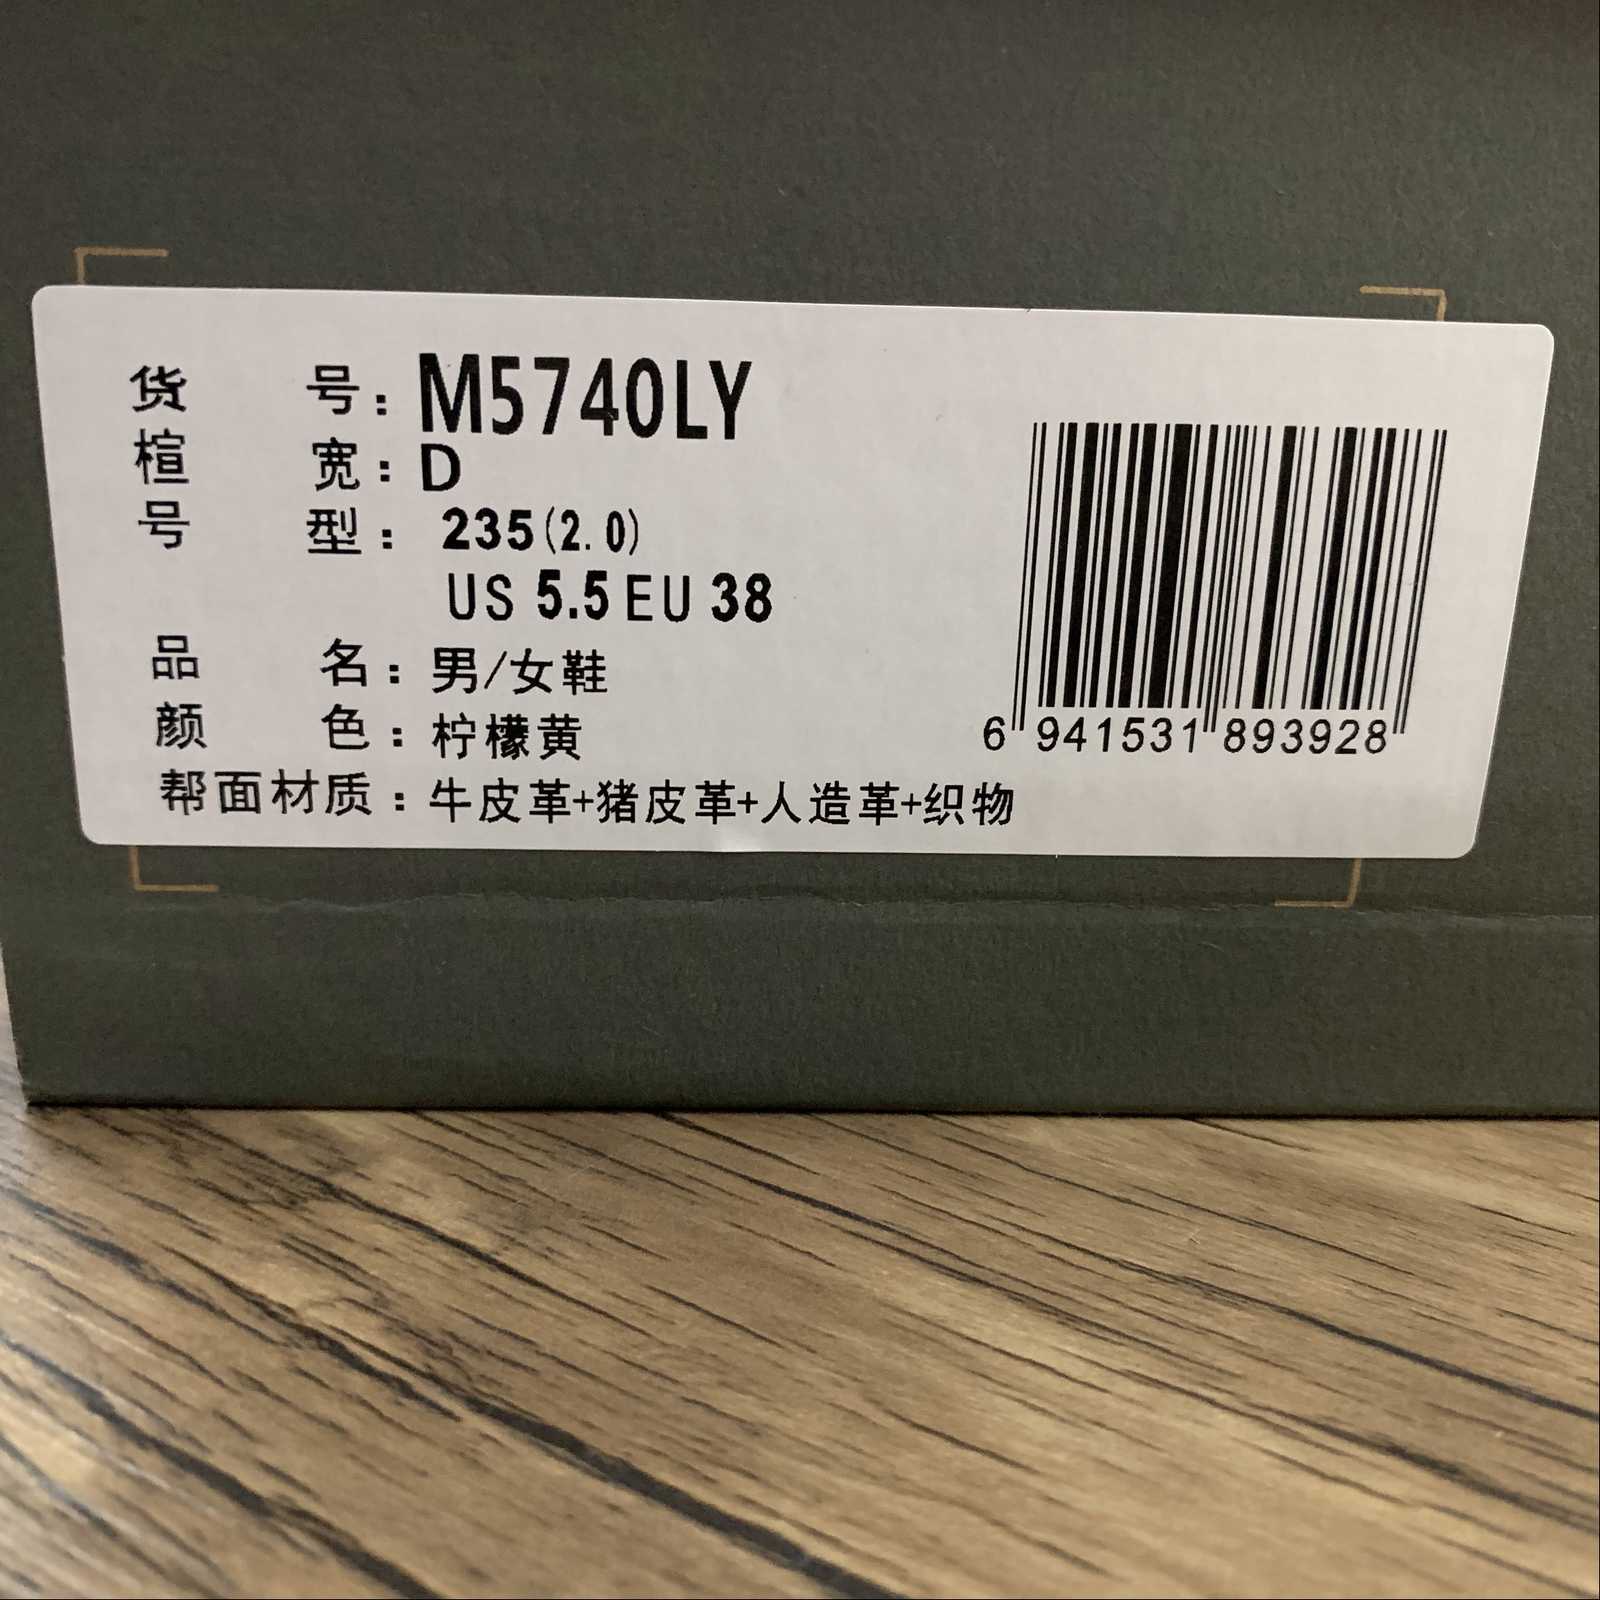 货 号：M5740LY
楦 宽：D
号 型：235(2.0)
US 5.5 EU 38
品 名：男/女鞋
颜 色：柠檬黄
帮面材质：牛皮革+猪皮革+人造革+织物
6 941531 893928